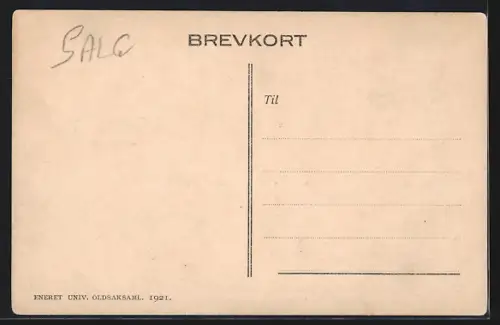 SALG
BREVKORT
Til
ENERET UNIV. OLDSAKSAML. 1921.